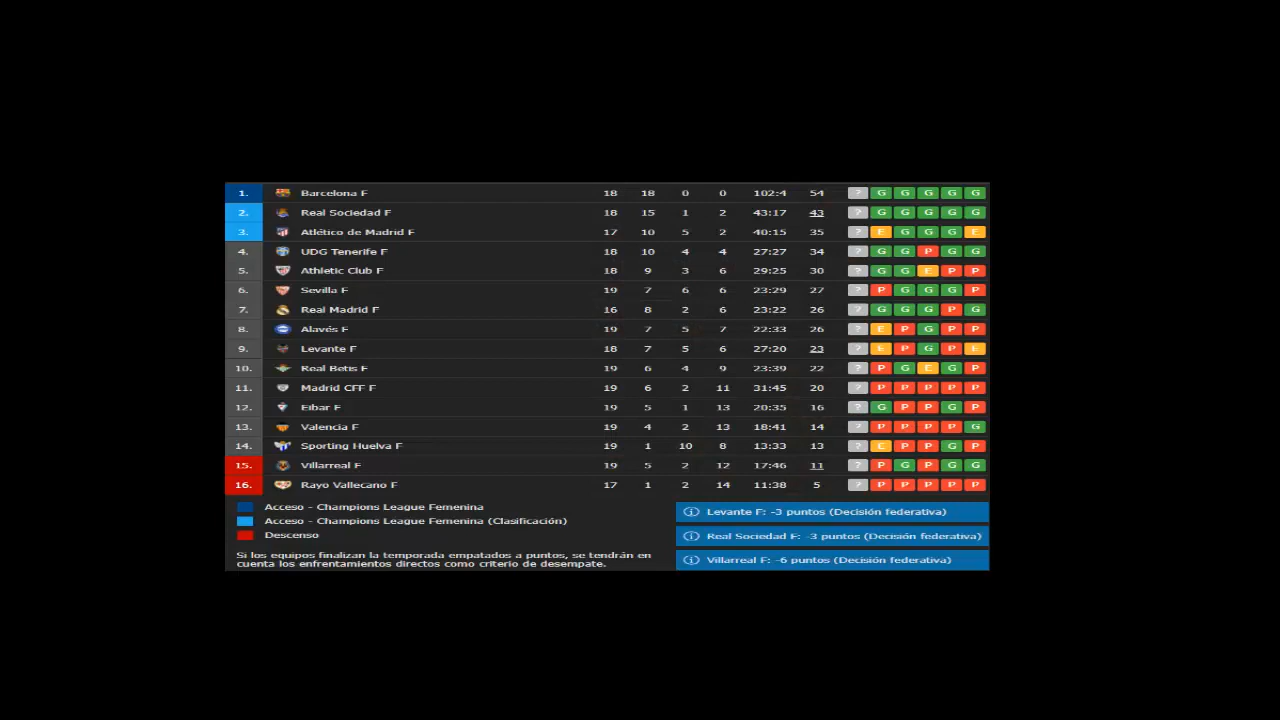 1. Barcelona F 18 18 0 0 102:4 54 ? G G G G G
2. Real Sociedad F 18 15 1 2 43:17 43 ? G G G G G
3. Atlético de Madrid F 17 10 5 2 40:15 35 ? E G G G E
4. UDG Tenerife F 18 10 4 4 27:27 34 ? G G P G G
5. Athletic Club F 18 9 3 6 29:25 30 ? G G E P P
6. Sevilla F 19 7 6 6 23:29 27 ? P G G G P
7. Real Madrid F 16 8 2 6 23:22 26 ? G G G P G
8. Alavés F 19 7 5 7 22:33 26 ? E P G P P
9. Levante F 18 7 5 6 27:20 23 ? E P G P E
10. Real Betis F 19 6 4 9 23:39 22 ? P G E G P
11. Madrid CFF F 19 6 2 11 31:45 20 ? P P P P P
12. Eibar F 19 5 1 13 20:35 16 ? G P P G P
13. Valencia F 19 4 2 13 18:41 14 ? P P P P G
14. Sporting Huelva F 19 1 10 8 13:33 13 ? E P P G P
15. Villarreal F 19 5 2 12 17:46 11 ? P G P G G
16. Rayo Vallecano F 17 1 2 14 11:38 5 ? P P P P P
Acceso - Champions League Femenina
Acceso - Champions League Femenina (Clasificación)
Descenso
Si los equipos finalizan la temporada empatados a puntos, se tendrán en
cuenta los enfrentamientos directos como criterio de desempate.
Levante F: -3 puntos (Decisión federativa)
Real Sociedad F: -3 puntos (Decisión federativa)
Villarreal F: -6 puntos (Decisión federativa)